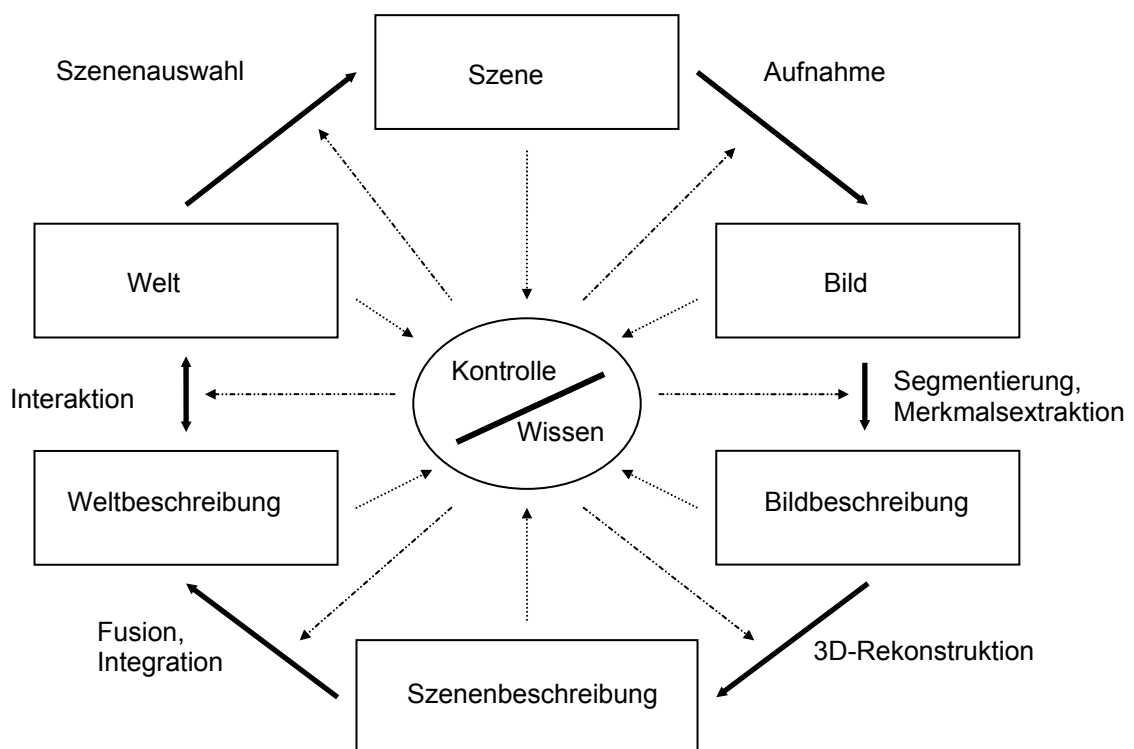 Szenenauswahl
Szene
Aufnahme
Welt
Bild
Kontrolle
Wissen
Interaktion
Segmentierung,
Merkmalsextraktion
Weltbeschreibung
Bildbeschreibung
Fusion,
Integration
3D-Rekonstruktion
Szenenbeschreibung